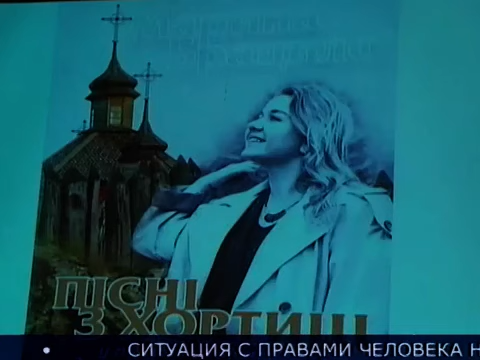 ПІСНІ
З ХОРТИЦІ
• СИТУАЦИЯ С ПРАВАМИ ЧЕЛОВЕКА Н